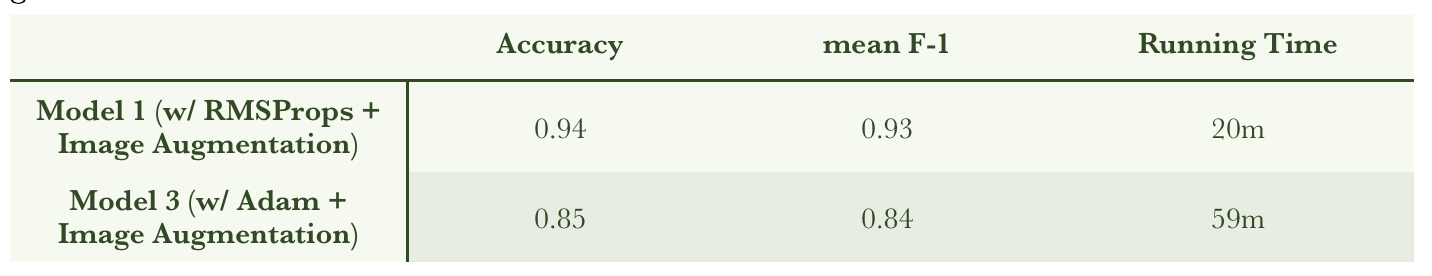 Accuracy mean F-1 Running Time
Model 1 (w/ RMSProps +
Image Augmentation) 0.94 0.93 20m
Model 3 (w/ Adam +
Image Augmentation) 0.85 0.84 59m